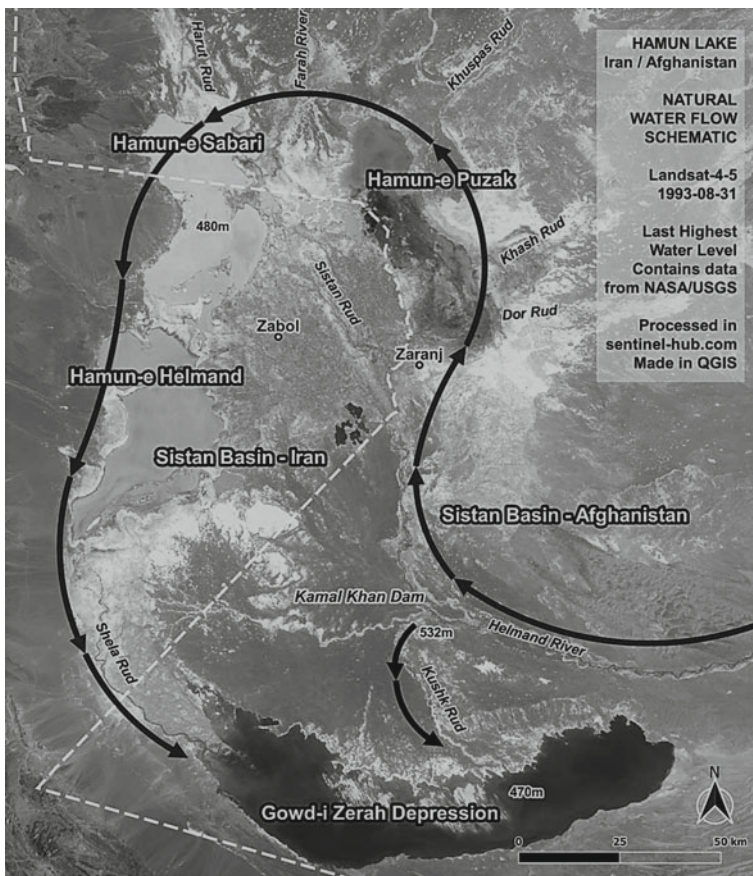 HAMUN LAKE
Iran / Afghanistan
NATURAL
WATER FLOW
SCHEMATIC
Landsat-4-5
1993-08-31
Last Highest
Water Level
Contains data
from NASA/USGS
Processed in
sentinel-hub.com
Made in QGIS
Harut Rud
Farah River
Khuspas Rud
Hamun-e Sabari
Hamun-e Puzak
480m
Khash Rud
Sistan Rud
Dor Rud
Zabol
Zaranj
Hamun-e Helmand
Sistan Basin - Iran
Sistan Basin - Afghanistan
Kamal Khan Dam
532m
Helmand River
Shela Rud
Kushk Rud
470m
Gowd-i Zerah Depression
N
0 25 50 km